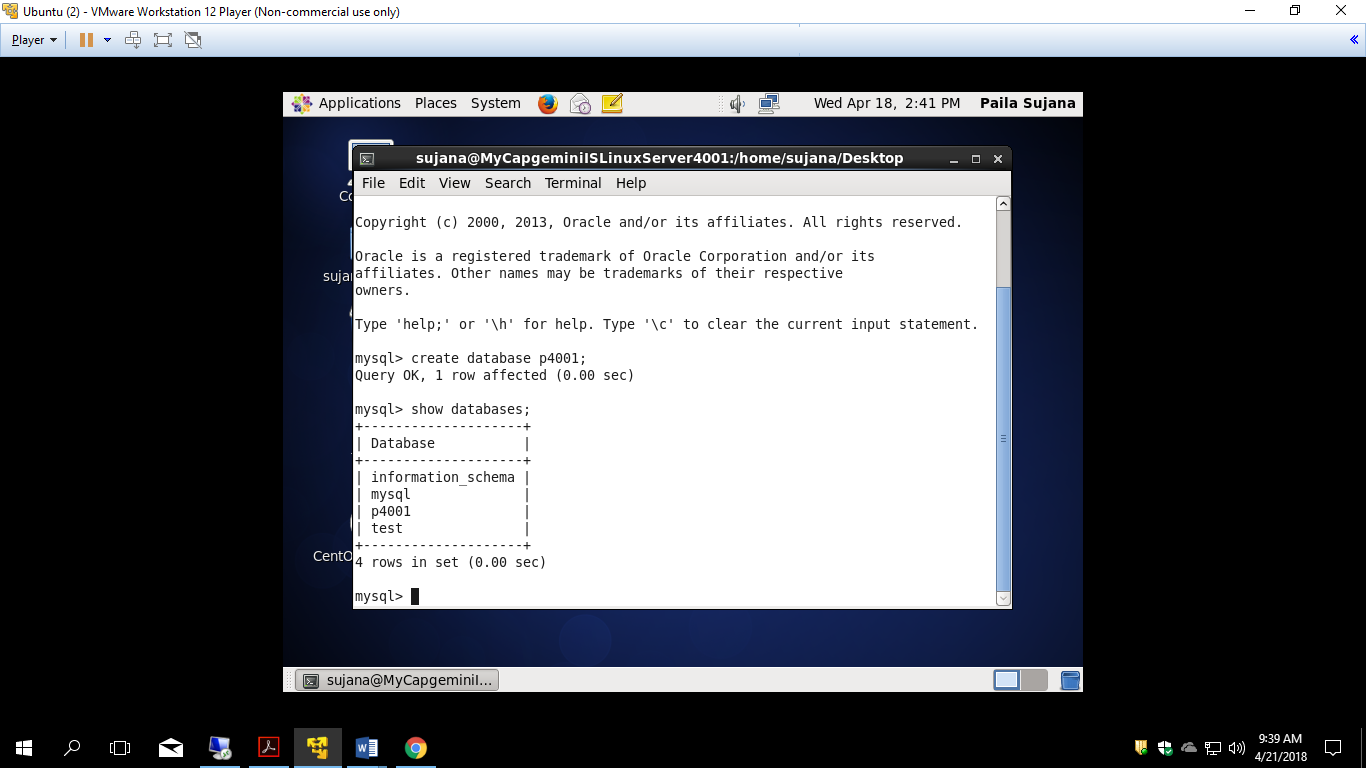 Ubuntu (2) - VMware Workstation 12 Player (Non-commercial use only)
Player
Applications Places System Wed Apr 18, 2:41 PM Paila Sujana
sujana@MyCapgeminiISLinuxServer4001:/home/sujana/Desktop
File Edit View Search Terminal Help
Copyright (c) 2000, 2013, Oracle and/or its affiliates. All rights reserved.
Oracle is a registered trademark of Oracle Corporation and/or its
affiliates. Other names may be trademarks of their respective
owners.
Type 'help;' or '\h' for help. Type '\c' to clear the current input statement.
mysql> create database p4001;
Query OK, 1 row affected (0.00 sec)
mysql> show databases;
+--------------------+
| Database           |
+--------------------+
| information_schema |
| mysql              |
| p4001              |
| test               |
+--------------------+
4 rows in set (0.00 sec)
mysql>
sujana@MyCapgeminiI...
9:39 AM
4/21/2018